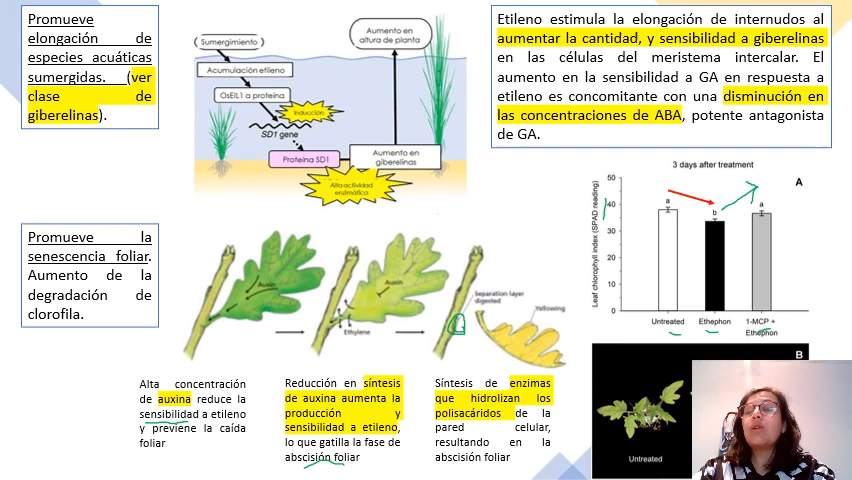 Promueve
elongación de
especies acuáticas
sumergidas. (ver
clase de
giberelinas).
Sumergimiento
Acumulación etileno
OsEIL1 a proteína
Inducción
SD1 gene
Proteína SD1
Alta actividad
enzimática
Aumento en
giberelinas
Aumento en
altura de planta
Etileno estimula la elongación de internudos al
aumentar la cantidad, y sensibilidad a giberelinas
en las células del meristema intercalar. El
aumento en la sensibilidad a GA en respuesta a
etileno es concomitante con una disminución en
las concentraciones de ABA, potente antagonista
de GA.
Promueve la
senescencia foliar.
Aumento de la
degradación de
clorofila.
Auxin
Auxin
Ethylene
Separation layer
digested
Yellowing
Alta concentración
de auxina reduce la
sensibilidad a etileno
y previene la caída
foliar
Reducción en síntesis
de auxina aumenta la
producción y
sensibilidad a etileno,
lo que gatilla la fase de
abscisión foliar
Síntesis de enzimas
que hidrolizan los
polisacáridos de la
pared celular,
resultando en la
abscisión foliar
3 days after treatment
A
Leaf chlorophyll index (SPAD reading)
50
40
30
20
10
0
a
b
a
Untreated
Ethephon
1-MCP +
Ethephon
B
Untreated